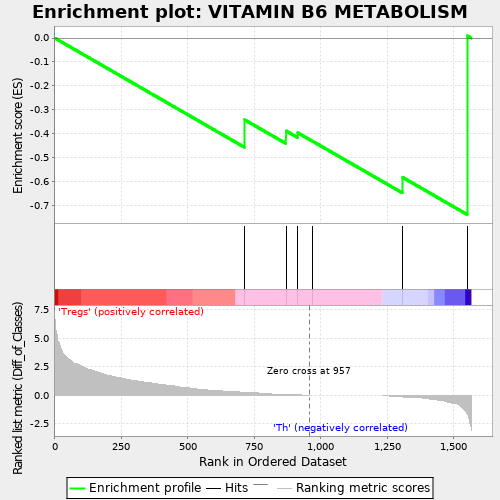 Enrichment plot: VITAMIN B6 METABOLISM
Enrichment score (ES)
0.0
-0.1
-0.2
-0.3
-0.4
-0.5
-0.6
-0.7
'Tregs' (positively correlated)
Ranked list metric (Diff_of_Classes)
7.5
5.0
2.5
0.0
-2.5
Zero cross at 957
'Th' (negatively correlated)
0 250 500 750 1,000 1,250 1,500
Rank in Ordered Dataset
Enrichment profile Hits Ranking metric scores